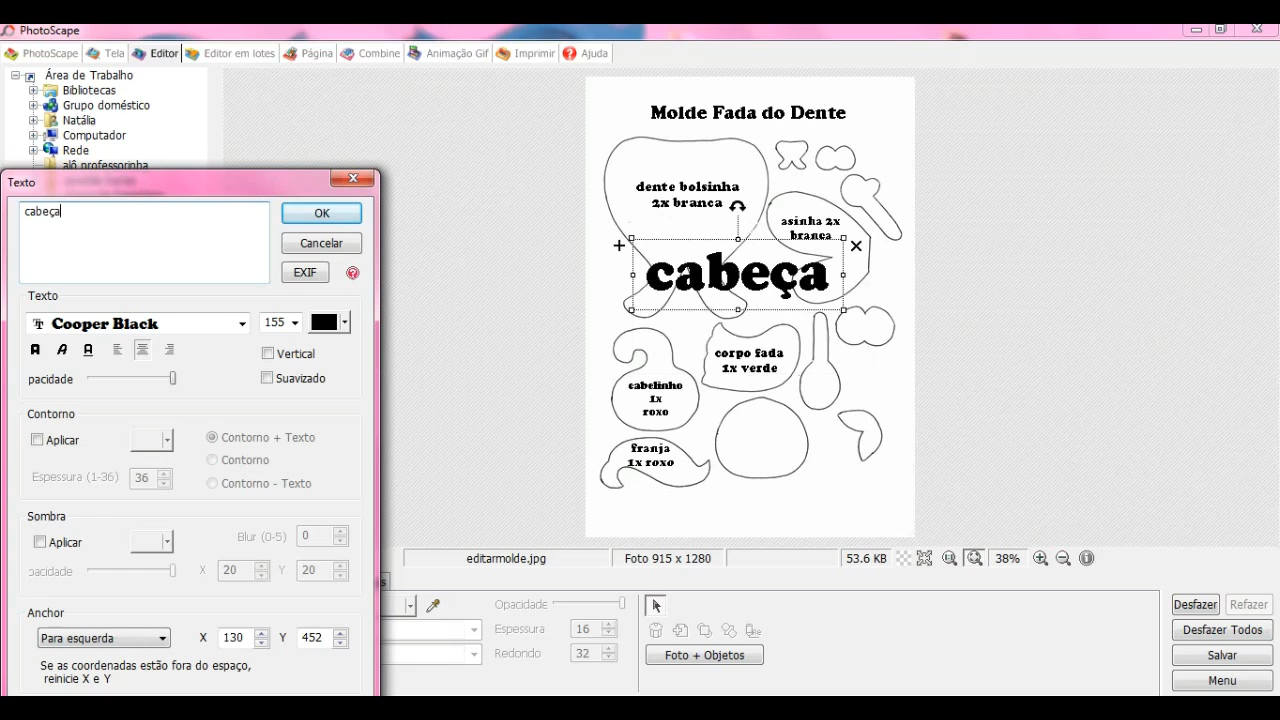 PhotoScape
PhotoScape
Tela
Editor
Editor em lotes
Página
Combine
Animação Gif
Imprimir
Ajuda
Área de Trabalho
Bibliotecas
Grupo doméstico
Natália
Computador
Rede
alô professorinha
Texto
cabeça
OK
Cancelar
EXIF
Texto
Cooper Black
155
Vertical
Suavizado
pacidade
Contorno
Aplicar
Contorno + Texto
Contorno
Espessura (1-36)
36
Contorno - Texto
Sombra
Aplicar
Blur (0-5)
0
pacidade
X
20
Y
20
Anchor
Para esquerda
X
130
Y
452
Se as coordenadas estão fora do espaço,
reinicie X e Y
Molde Fada do Dente
dente bolsinha
2x branca
asinha 2x
branca
cabeça
corpo fada
1x verde
cabelinho
1x
roxo
franja
1x roxo
editarmolde.jpg
Foto 915 x 1280
53.6 KB
38%
Opacidade
Espessura
16
Redondo
32
Foto + Objetos
Desfazer
Refazer
Desfazer Todos
Salvar
Menu